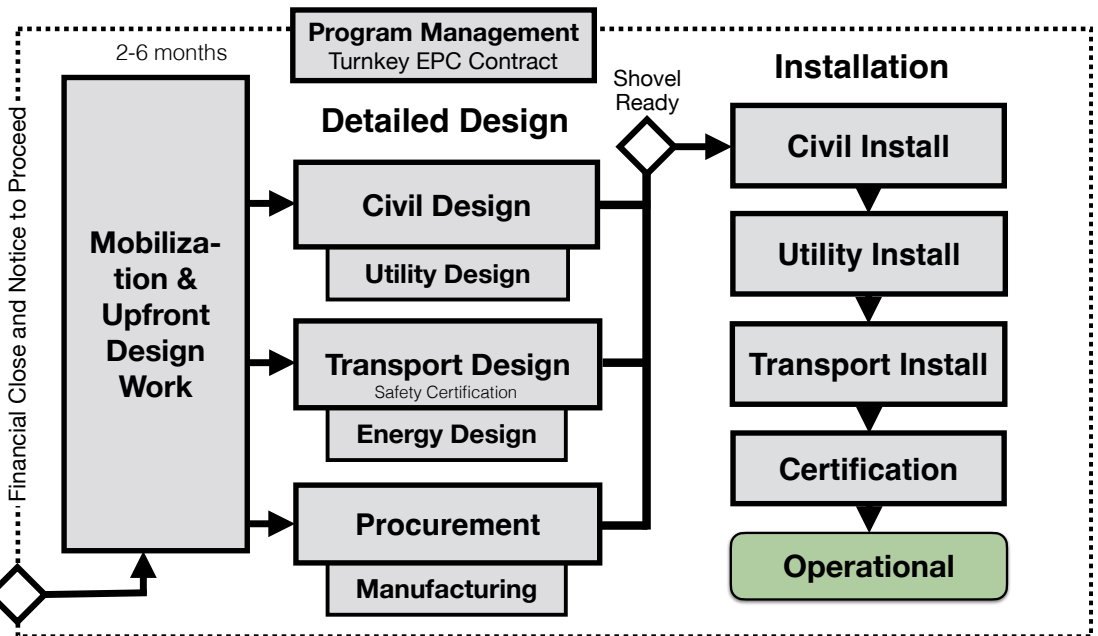 Program Management
Turnkey EPC Contract
2-6 months
Financial Close and Notice to Proceed
Mobiliza-
tion &
Upfront
Design
Work
Detailed Design
Civil Design
Utility Design
Transport Design
Safety Certification
Energy Design
Procurement
Manufacturing
Shovel
Ready
Installation
Civil Install
Utility Install
Transport Install
Certification
Operational